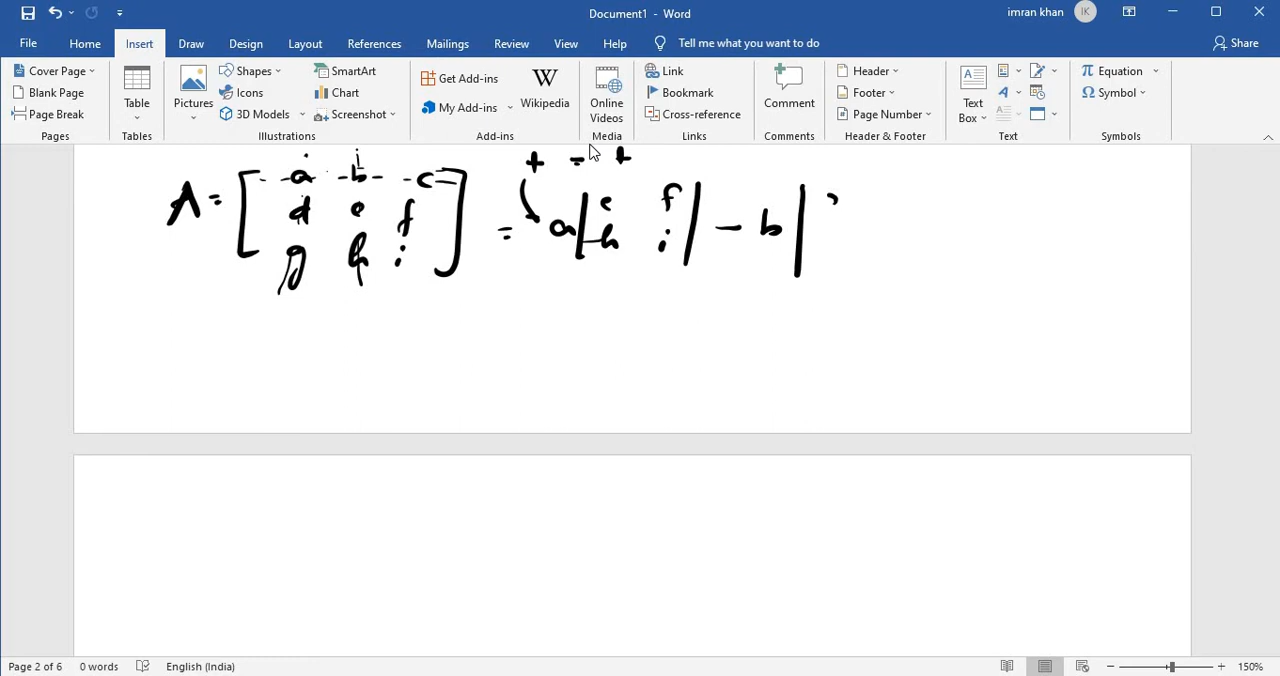 Document1 - Word
imran khan IK
File Home Insert Draw Design Layout References Mailings Review View Help Tell me what you want to do Share
Cover Page
Blank Page
Page Break
Pages
Table
Tables
Pictures
Shapes
Icons
3D Models
SmartArt
Chart
Screenshot
Illustrations
Get Add-ins
My Add-ins
Wikipedia
Add-ins
Online
Videos
Media
Link
Bookmark
Cross-reference
Links
Comment
Comments
Header
Footer
Page Number
Header & Footer
Text
Box
Text
Equation
Symbol
Symbols
+ - +
A = [ a b c
d e f
g h i ] = a | e f
h i | - b |
Page 2 of 6 0 words English (India) 150%